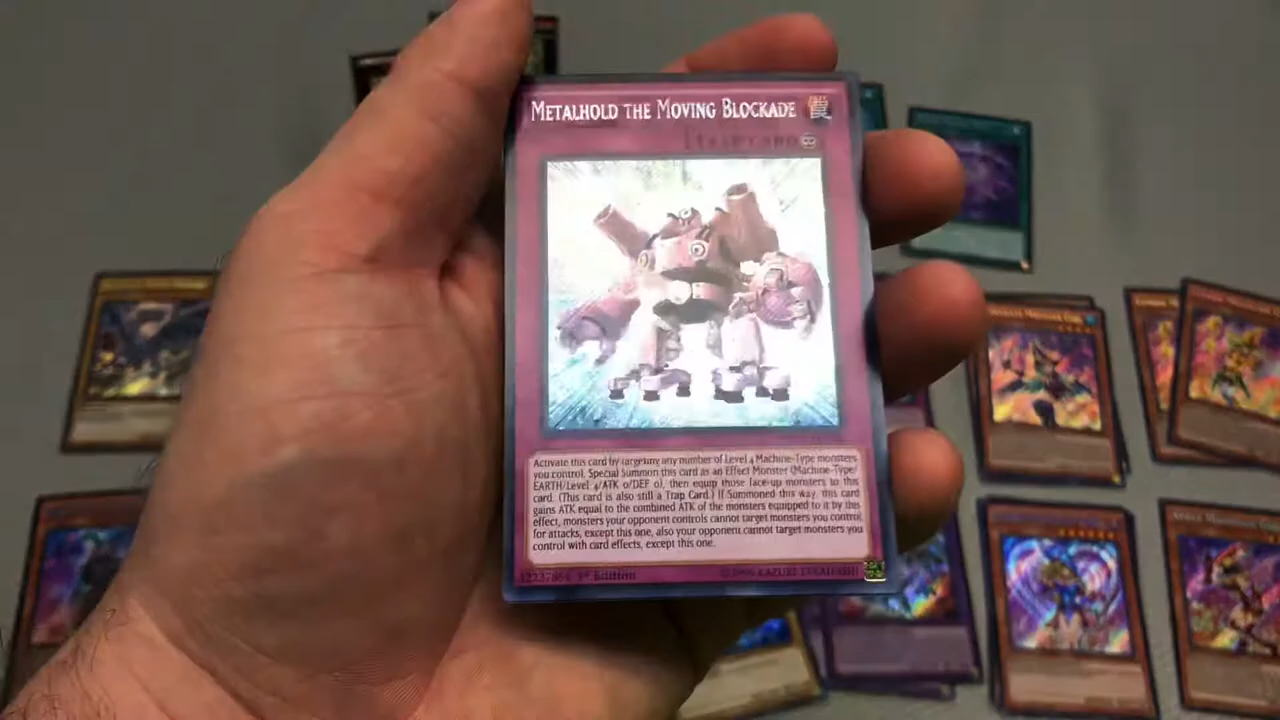 METALHOLD THE MOVING BLOCKADE
[TRAP CARD
Activate this card by targeting any number of Level 4 Machine-Type monsters
you control. Special Summon this card as an Effect Monster (Machine-Type/
EARTH/Level 4/ATK 0/DEF 0), then equip those face-up monsters to this
card. (This card is also still a Trap Card.) If Summoned this way, this card
gains ATK equal to the combined ATK of the monsters equipped to it by this
effect, monsters your opponent controls cannot target monsters you control
for attacks, except this one, also your opponent cannot target monsters you
control with card effects, except this one.
1st Edition
©1996 KAZUKI TAKAHASHI